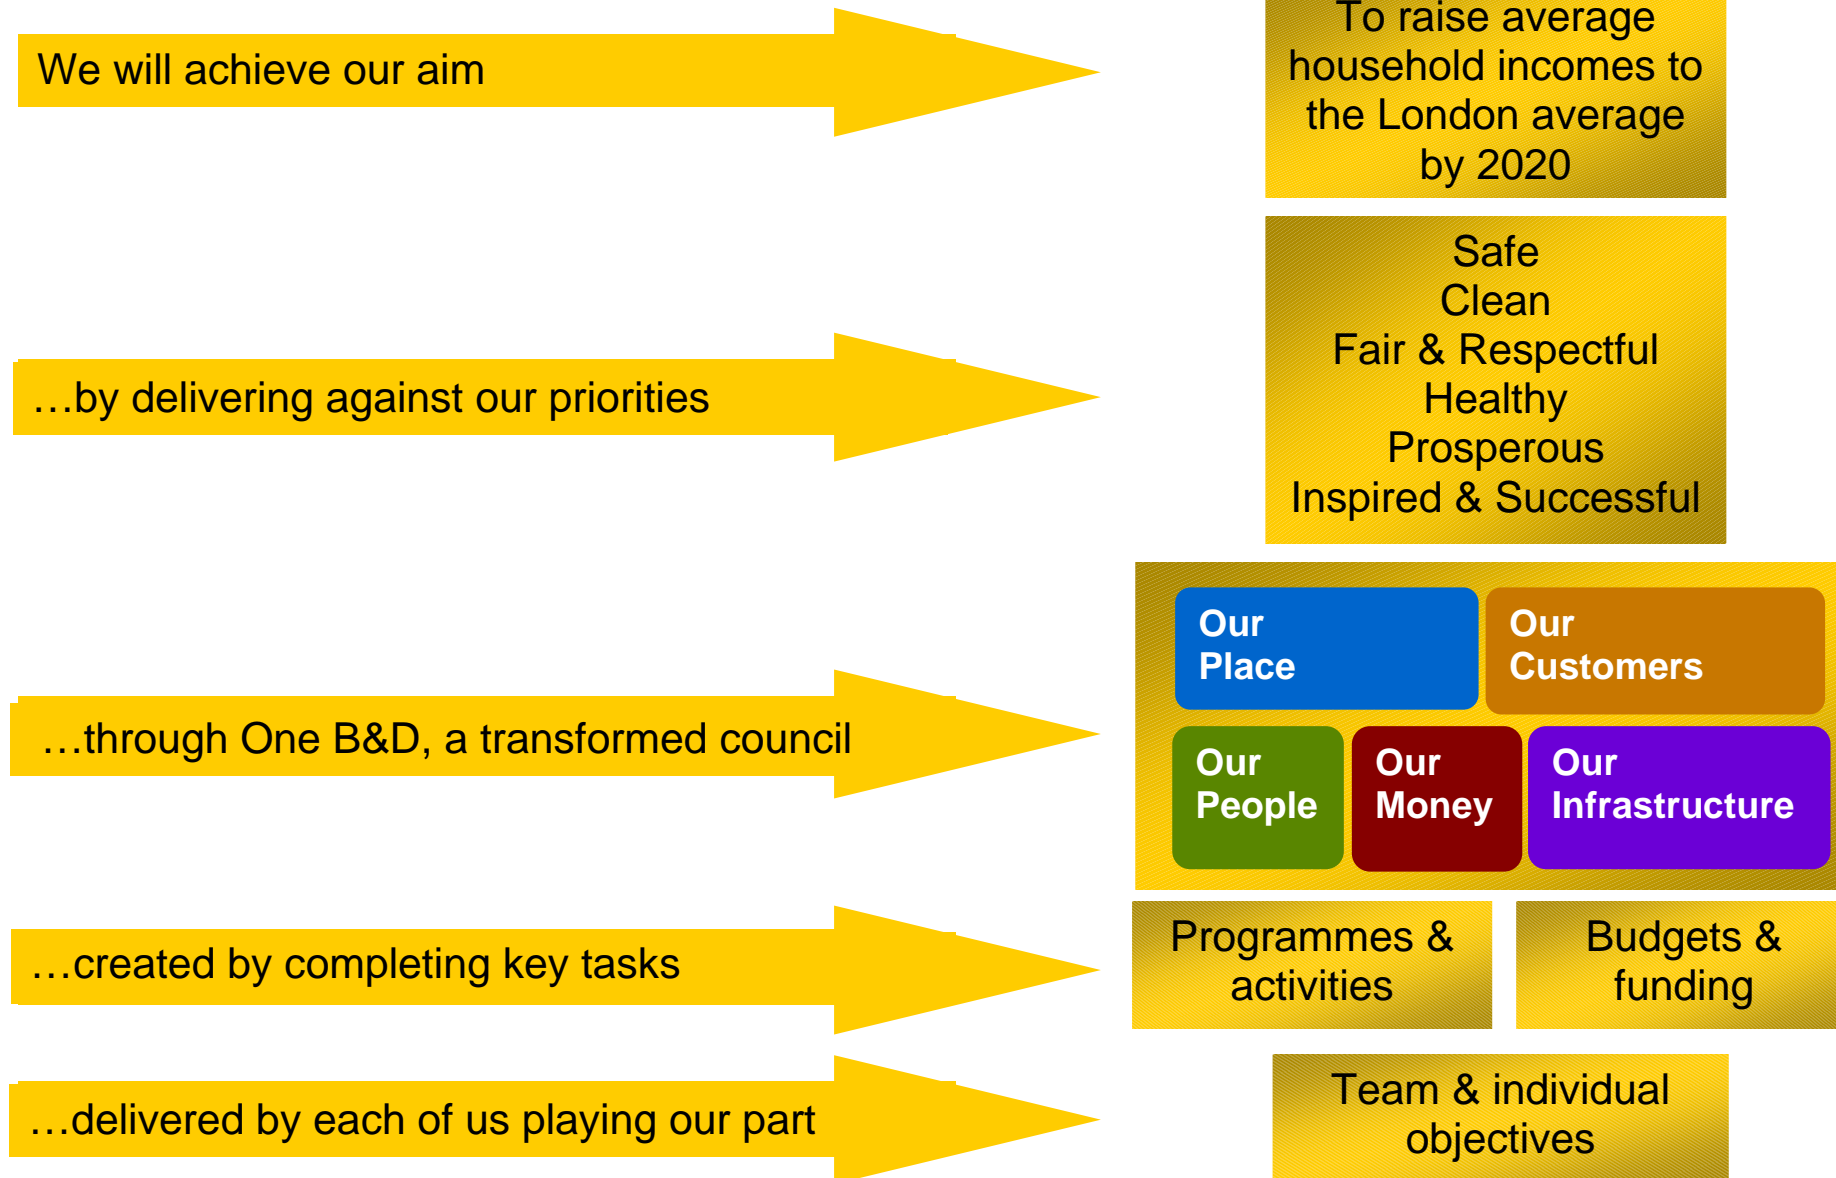 We will achieve our aim
To raise average
household incomes to
the London average
by 2020
…by delivering against our priorities
Safe
Clean
Fair & Respectful
Healthy
Prosperous
Inspired & Successful
…through One B&D, a transformed council
Our
Place
Our
Customers
Our
People
Our
Money
Our
Infrastructure
…created by completing key tasks
Programmes &
activities
Budgets &
funding
…delivered by each of us playing our part
Team & individual
objectives